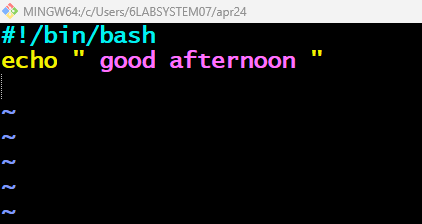 MINGW64:/c/Users/6LABSYSTEM07/apr24
#!/bin/bash
echo " good afternoon "
~
~
~
~
~